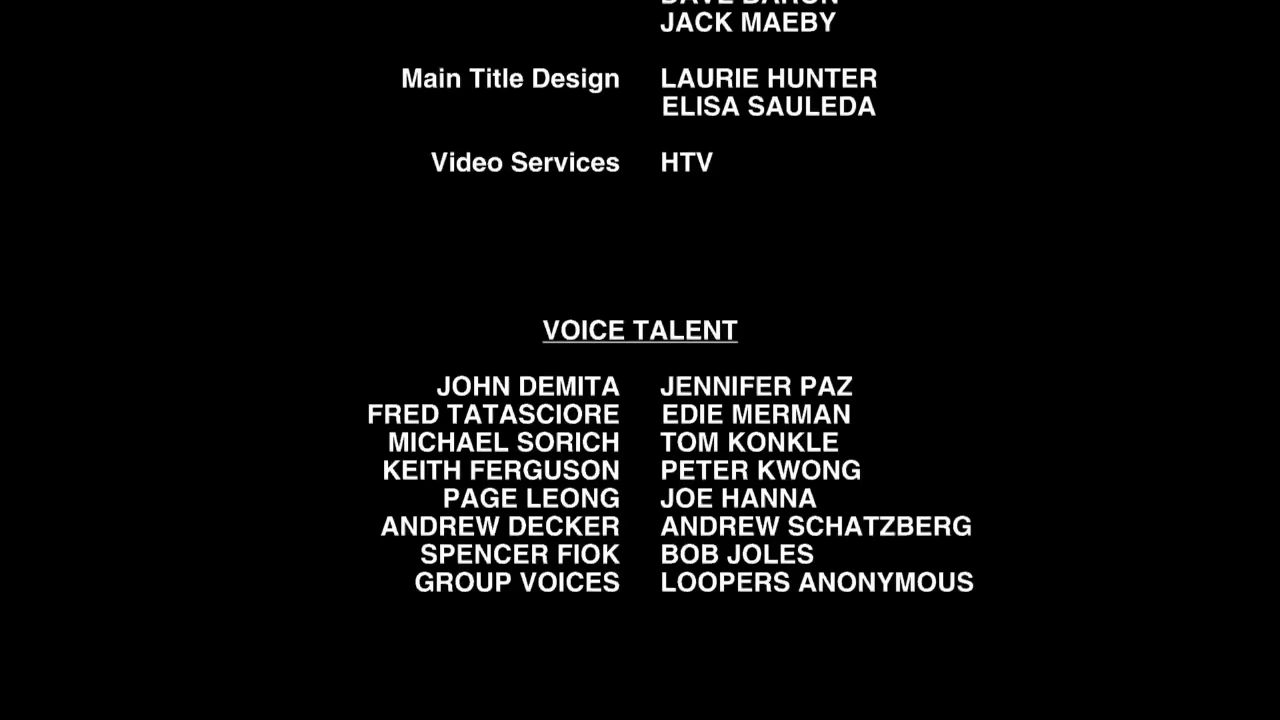 DAVE BARON
JACK MAEBY
Main Title Design LAURIE HUNTER
ELISA SAULEDA
Video Services HTV
VOICE TALENT
JOHN DEMITA JENNIFER PAZ
FRED TATASCIORE EDIE MERMAN
MICHAEL SORICH TOM KONKLE
KEITH FERGUSON PETER KWONG
PAGE LEONG JOE HANNA
ANDREW DECKER ANDREW SCHATZBERG
SPENCER FIOK BOB JOLES
GROUP VOICES LOOPERS ANONYMOUS